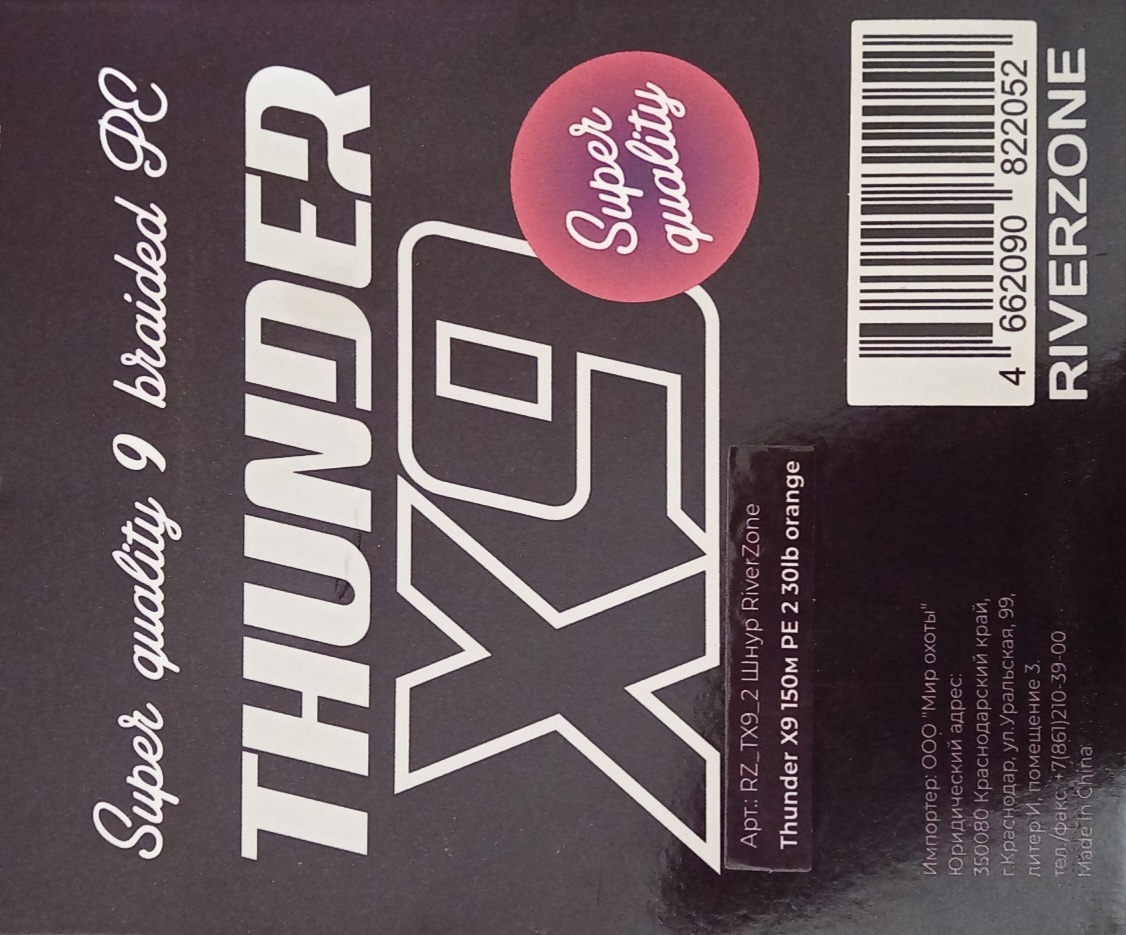 Super quality 9 braided PE
THUNDER
X9
Super
quality
Арт.: RZ_TX9_2 Шнур RiverZone
Thunder X9 150м PE 2 30lb orange
Импортер: ООО "Мир охоты"
Юридический адрес:
350080 Краснодарский край,
г.Краснодар, ул.Уральская, 99,
литер И, помещение 3.
тел./факс: +7(861)210-39-00
Made in China
4 662090 822052
RIVERZONE